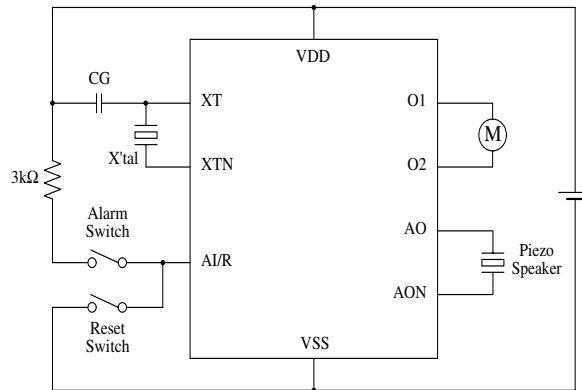 VDD
CG
XT
O1
M
X'tal
XTN
O2
3kΩ
Alarm
Switch
AO
AI/R
Piezo
Speaker
AON
Reset
Switch
VSS